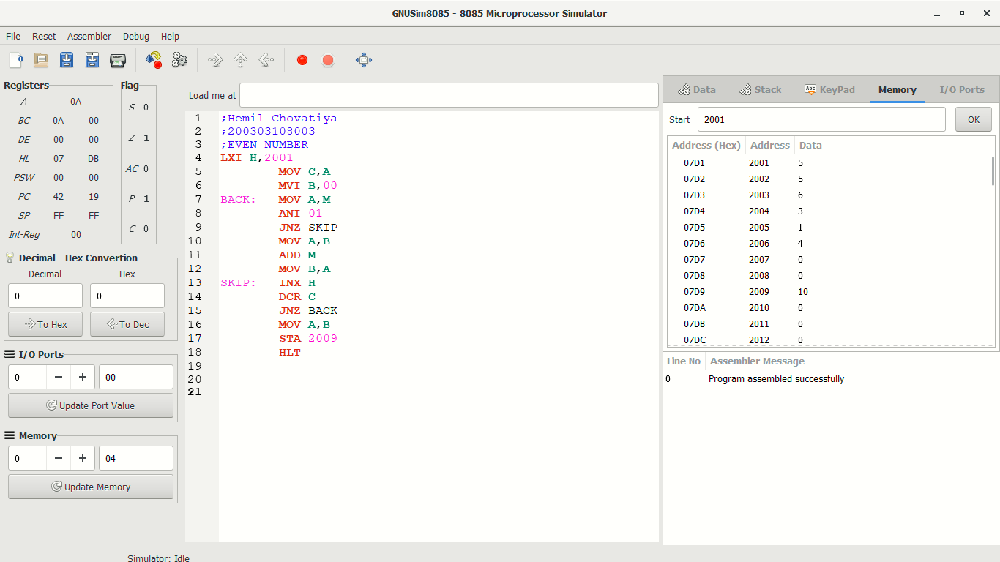 GNUSim8085 - 8085 Microprocessor Simulator
File Reset Assembler Debug Help
Registers
A 0A
BC 0A 00
DE 00 00
HL 07 DB
PSW 00 00
PC 42 19
SP FF FF
Int-Reg 00
Flag
S 0
Z 1
AC 0
P 1
C 0
Decimal - Hex Convertion
Decimal Hex
0 0
To Hex To Dec
I/O Ports
0 − + 00
Update Port Value
Memory
0 − + 04
Update Memory
Load me at
1 ;Hemil Chovatiya
2 ;200303108003
3 ;EVEN NUMBER
4 LXI H,2001
5 MOV C,A
6 MVI B,00
7 BACK: MOV A,M
8 ANI 01
9 JNZ SKIP
10 MOV A,B
11 ADD M
12 MOV B,A
13 SKIP: INX H
14 DCR C
15 JNZ BACK
16 MOV A,B
17 STA 2009
18 HLT
19
20
21
Data Stack Abc KeyPad Memory I/O Ports
Start 2001 OK
Address (Hex) Address Data
07D1 2001 5
07D2 2002 5
07D3 2003 6
07D4 2004 3
07D5 2005 1
07D6 2006 4
07D7 2007 0
07D8 2008 0
07D9 2009 10
07DA 2010 0
07DB 2011 0
07DC 2012 0
Line No Assembler Message
0 Program assembled successfully
Simulator: Idle